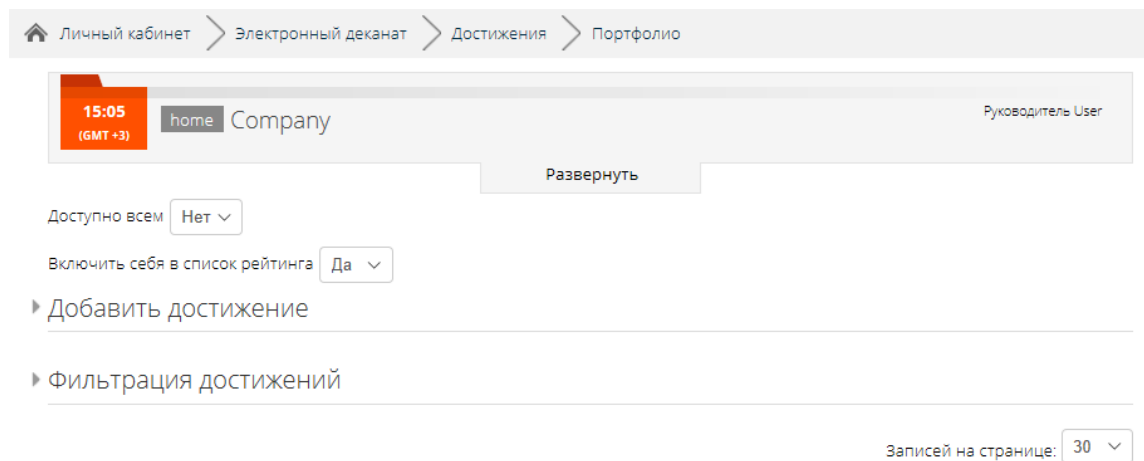 Личный кабинет Электронный деканат Достижения Портфолио
15:05
(GMT +3)
home Company
Руководитель User
Развернуть
Доступно всем Нет
Включить себя в список рейтинга Да
Добавить достижение
Фильтрация достижений
Записей на странице: 30